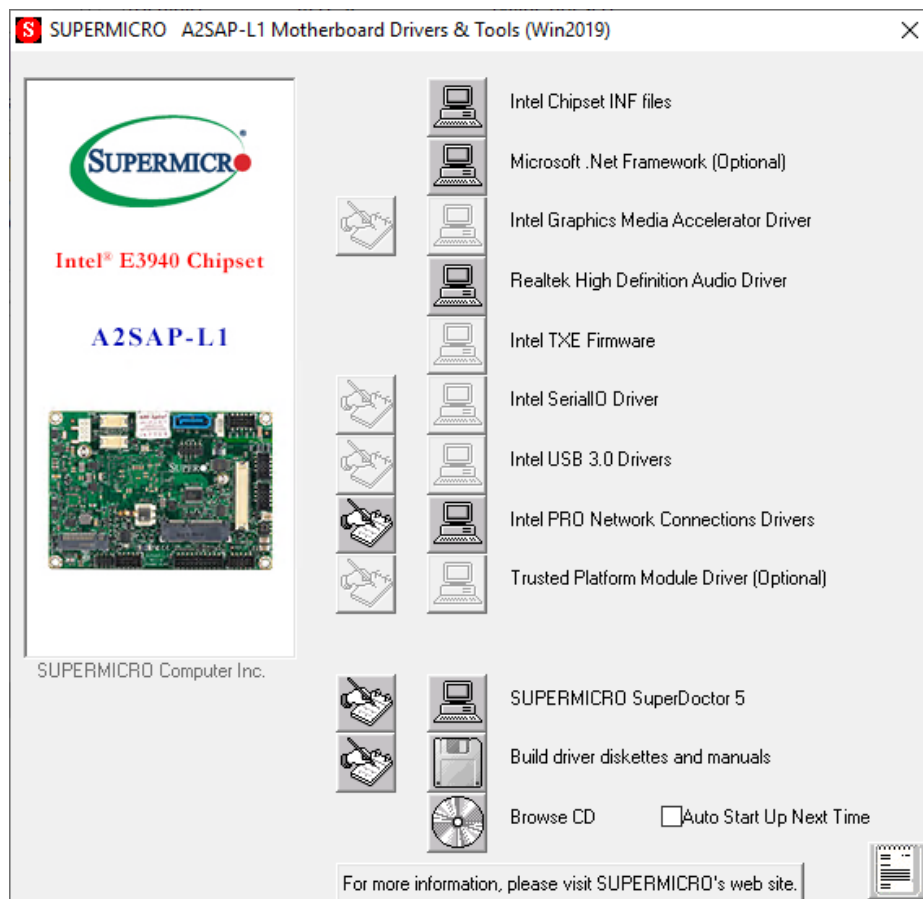 SUPERMICRO A2SAP-L1 Motherboard Drivers & Tools (Win2019)
SUPERMICRO
Intel® E3940 Chipset
A2SAP-L1
SUPERMICRO Computer Inc.
Intel Chipset INF files
Microsoft .Net Framework (Optional)
Intel Graphics Media Accelerator Driver
Realtek High Definition Audio Driver
Intel TXE Firmware
Intel SerialIO Driver
Intel USB 3.0 Drivers
Intel PRO Network Connections Drivers
Trusted Platform Module Driver (Optional)
SUPERMICRO SuperDoctor 5
Build driver diskettes and manuals
Browse CD
Auto Start Up Next Time
For more information, please visit SUPERMICRO's web site.